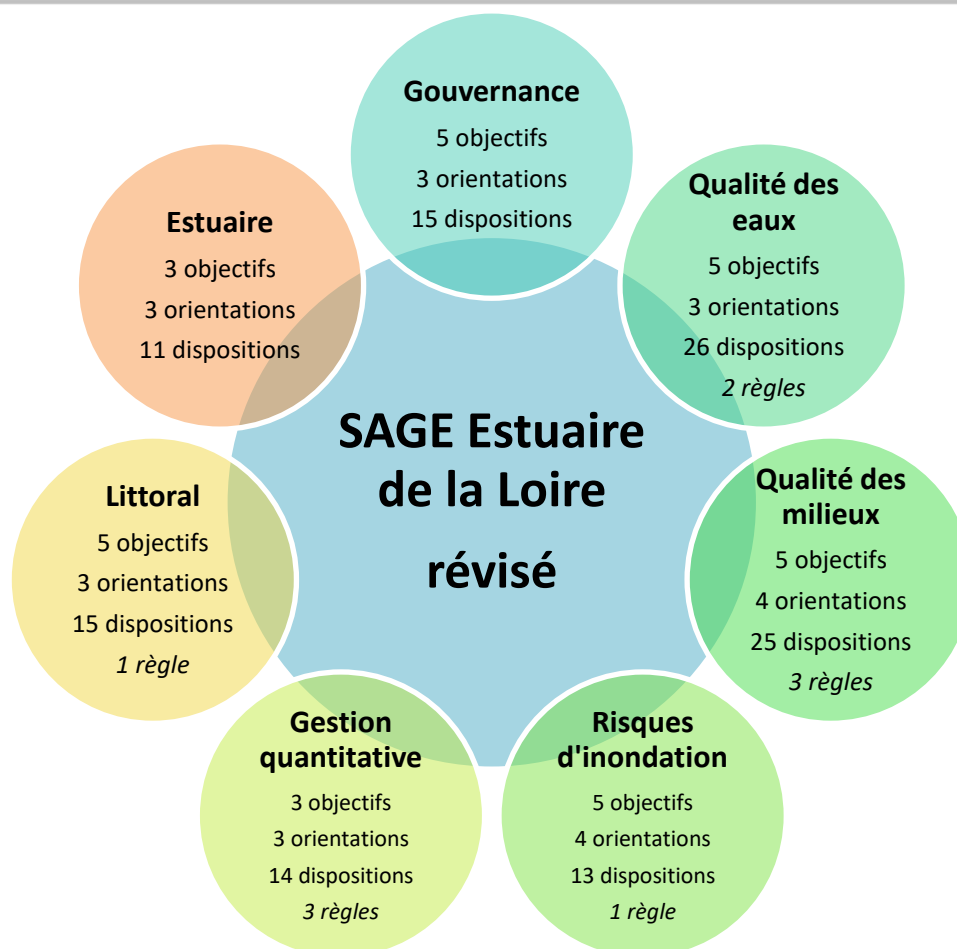 SAGE Estuaire
de la Loire
révisé
Gouvernance
5 objectifs
3 orientations
15 dispositions
Qualité des
eaux
5 objectifs
3 orientations
26 dispositions
2 règles
Qualité des
milieux
5 objectifs
4 orientations
25 dispositions
3 règles
Risques
d'inondation
5 objectifs
4 orientations
13 dispositions
1 règle
Gestion
quantitative
3 objectifs
3 orientations
14 dispositions
3 règles
Littoral
5 objectifs
3 orientations
15 dispositions
1 règle
Estuaire
3 objectifs
3 orientations
11 dispositions